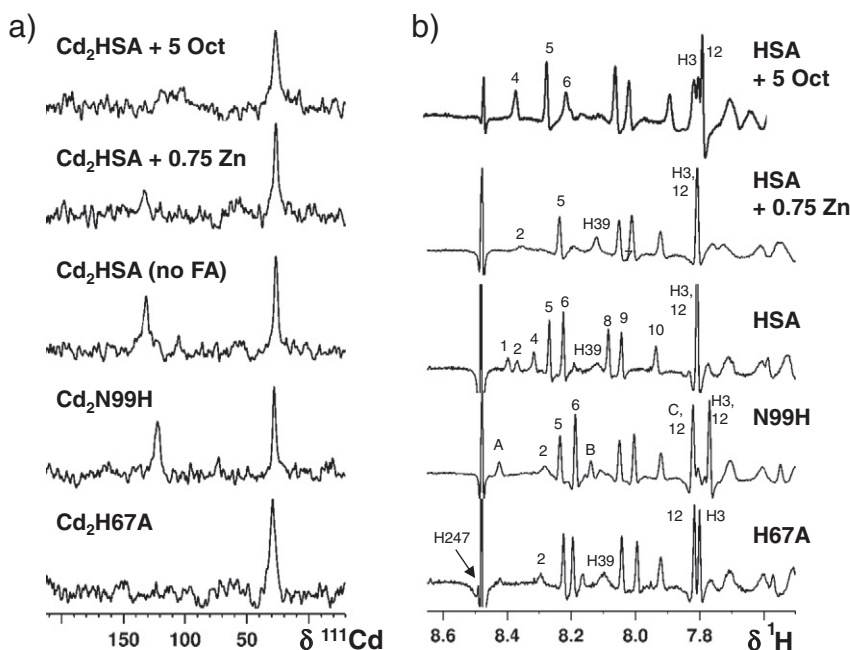 a)
Cd₂HSA + 5 Oct
Cd₂HSA + 0.75 Zn
Cd₂HSA (no FA)
Cd₂N99H
Cd₂H67A
150 100 50 δ ¹¹¹Cd
b)
HSA
+ 5 Oct
4 5 6 H3 12
HSA
+ 0.75 Zn
2 5 H39 7 H3,
12
HSA
1 2 4 5 6 H39 8 9 10 H3,
12
N99H
A 2 5 6 B C,
12 H3,
12
H67A
H247 2 H39 12 H3
8.6 8.4 8.2 8.0 7.8 δ ¹H